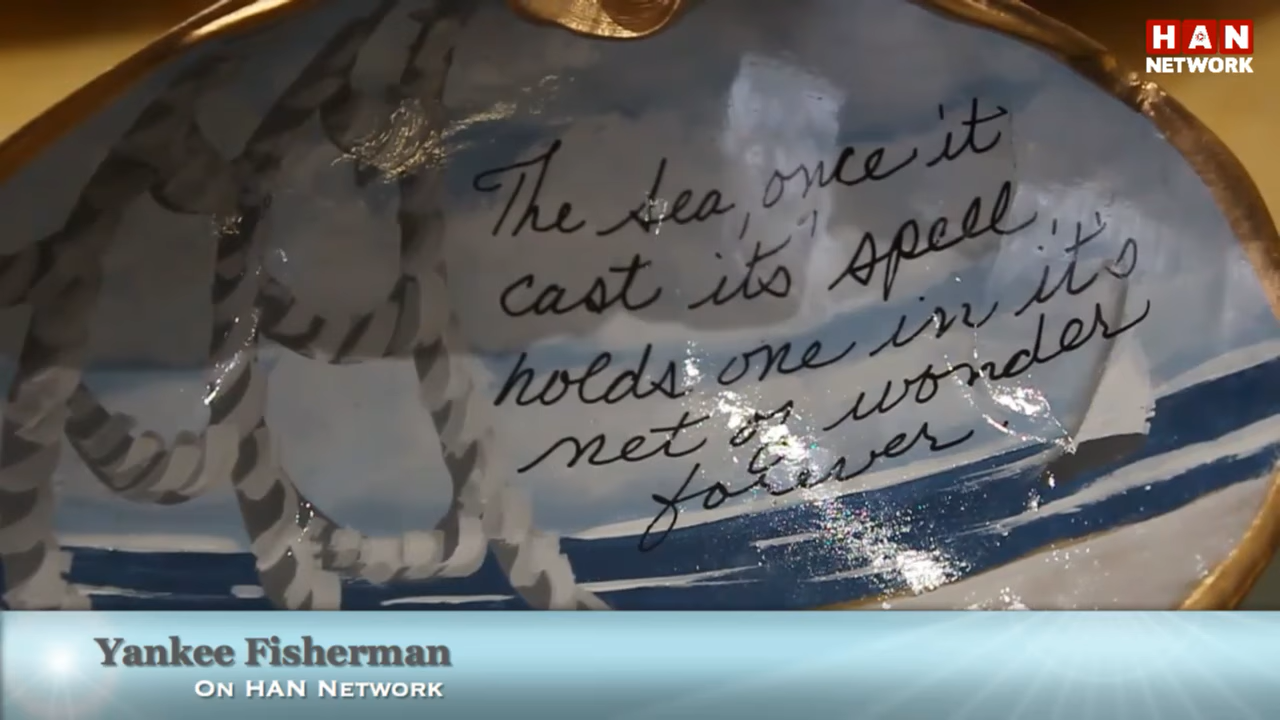 HAN
NETWORK
The sea, once it
cast its spell,
holds one in it's
net of wonder
forever.
Yankee Fisherman
ON HAN NETWORK